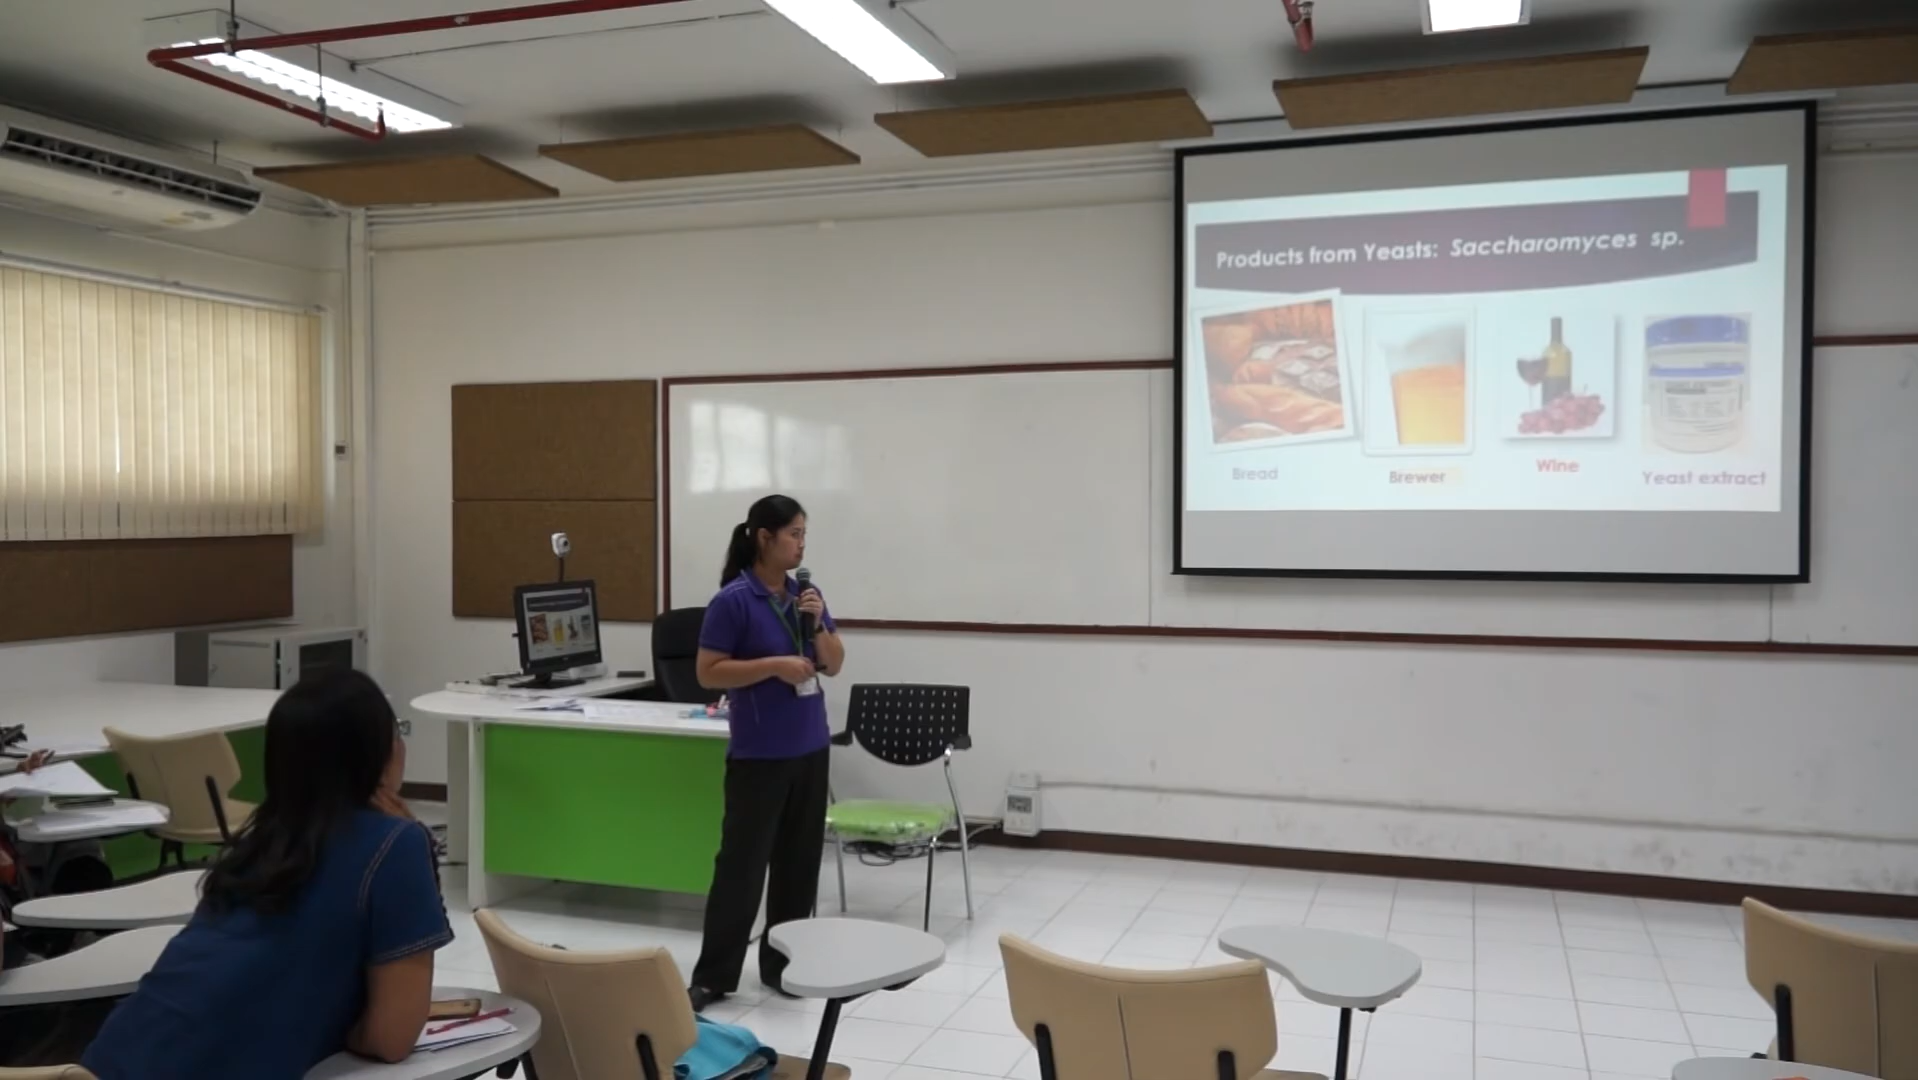 Products from Yeasts: Saccharomyces sp.
Bread
Brewer
Wine
Yeast extract